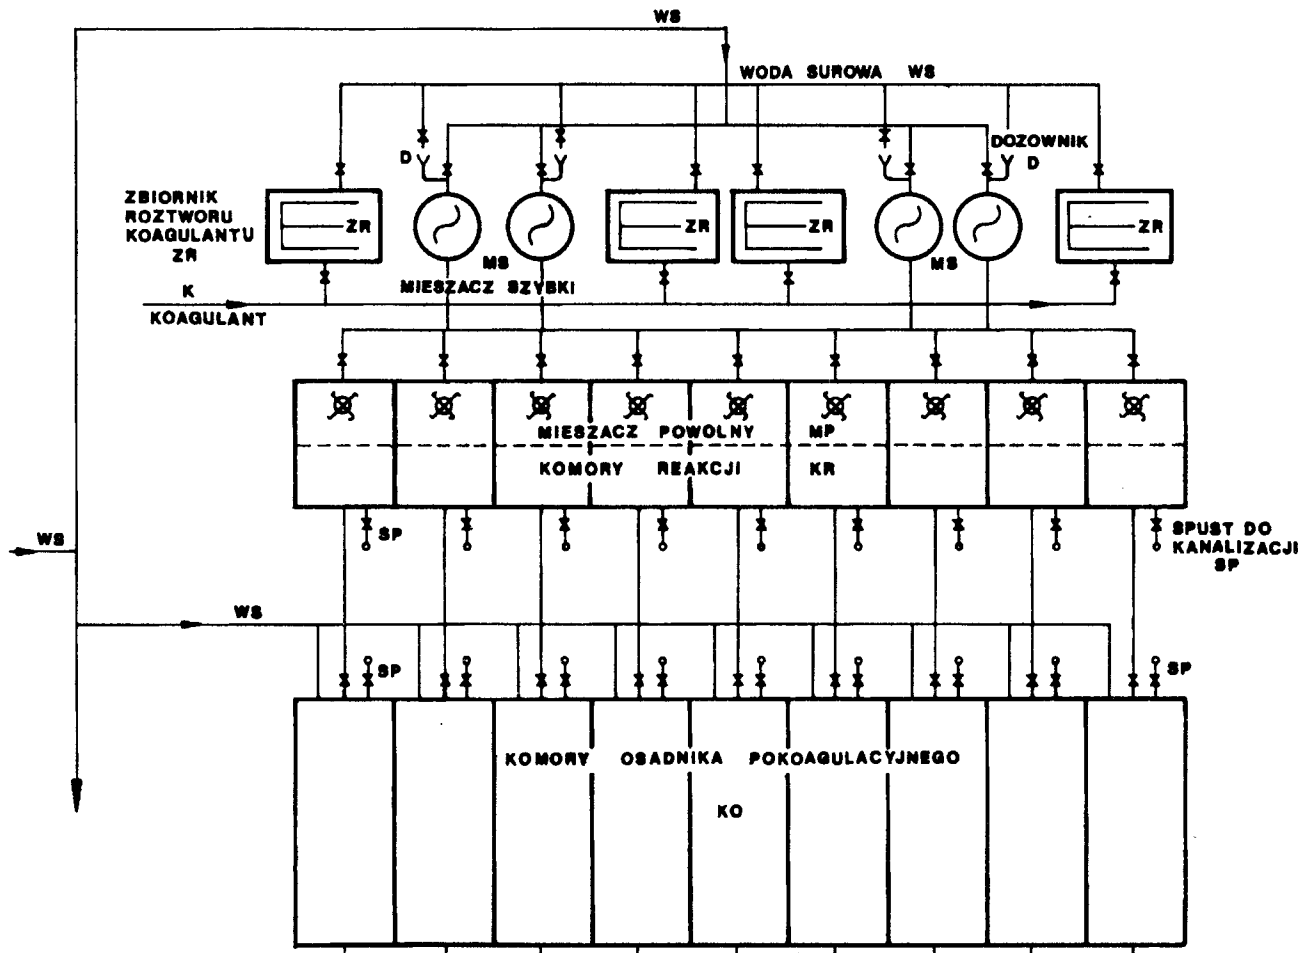 WS
WODA SUROWA WS
DOZOWNIK
D
D
ZBIORNIK
ROZTWORU
KOAGULANTU
ZR
ZR
ZR
ZR
ZR
MS
MIESZACZ SZYBKI
MS
K
KOAGULANT
MIESZACZ POWOLNY MP
KOMORY REAKCJI KR
WS
SP
SPUST DO
KANALIZACJI
SP
WS
SP
SP
KOMORY OSADNIKA POKOAGULACYJNEGO
KO